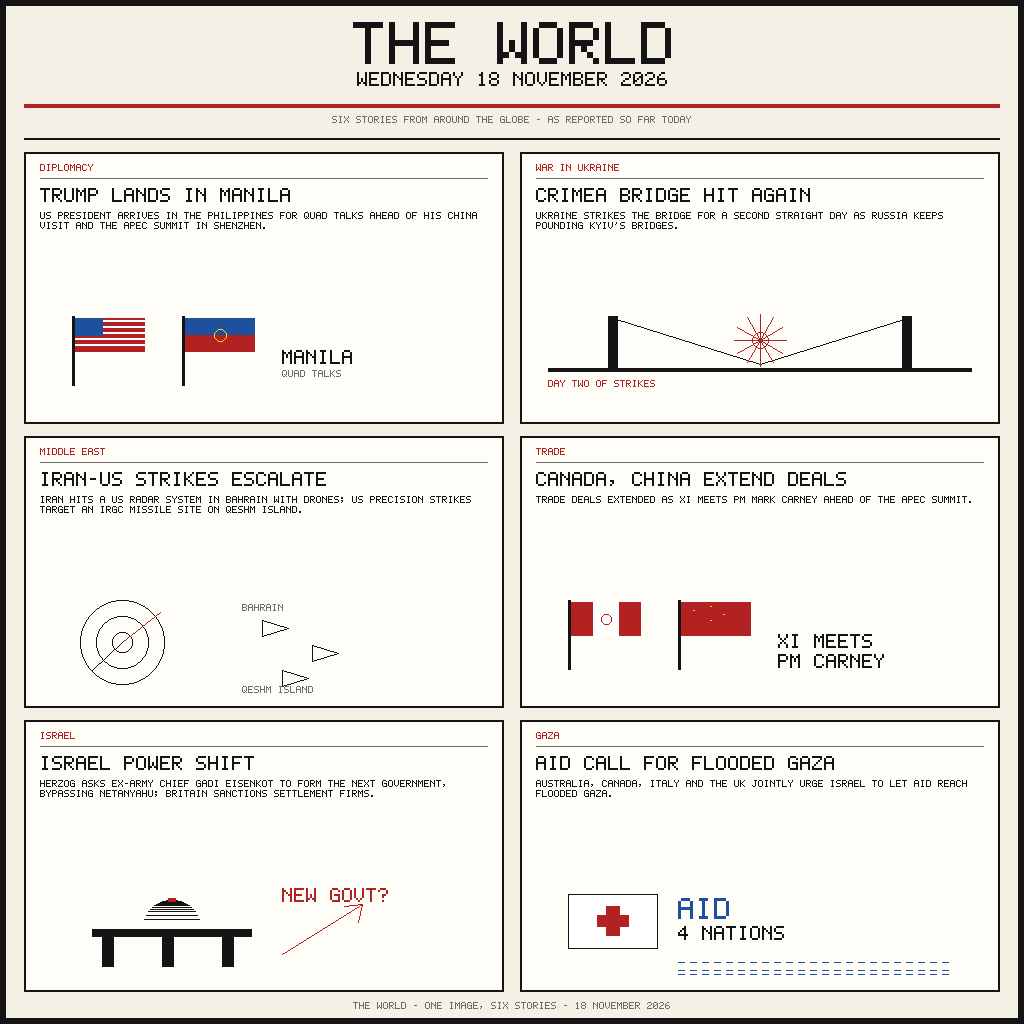 THE WORLD
WEDNESDAY 18 NOVEMBER 2026
SIX STORIES FROM AROUND THE GLOBE - AS REPORTED SO FAR TODAY
DIPLOMACY
TRUMP LANDS IN MANILA
US PRESIDENT ARRIVES IN THE PHILIPPINES FOR QUAD TALKS AHEAD OF HIS CHINA
VISIT AND THE APEC SUMMIT IN SHENZHEN.
MANILA
QUAD TALKS
WAR IN UKRAINE
CRIMEA BRIDGE HIT AGAIN
UKRAINE STRIKES THE BRIDGE FOR A SECOND STRAIGHT DAY AS RUSSIA KEEPS
POUNDING KYIV'S BRIDGES.
DAY TWO OF STRIKES
MIDDLE EAST
IRAN-US STRIKES ESCALATE
IRAN HITS A US RADAR SYSTEM IN BAHRAIN WITH DRONES; US PRECISION STRIKES
TARGET AN IRGC MISSILE SITE ON QESHM ISLAND.
BAHRAIN
QESHM ISLAND
TRADE
CANADA, CHINA EXTEND DEALS
TRADE DEALS EXTENDED AS XI MEETS PM MARK CARNEY AHEAD OF THE APEC SUMMIT.
XI MEETS
PM CARNEY
ISRAEL
ISRAEL POWER SHIFT
HERZOG ASKS EX-ARMY CHIEF GADI EISENKOT TO FORM THE NEXT GOVERNMENT,
BYPASSING NETANYAHU; BRITAIN SANCTIONS SETTLEMENT FIRMS.
NEW GOVT?
GAZA
AID CALL FOR FLOODED GAZA
AUSTRALIA, CANADA, ITALY AND THE UK JOINTLY URGE ISRAEL TO LET AID REACH
FLOODED GAZA.
AID
4 NATIONS
THE WORLD - ONE IMAGE, SIX STORIES - 18 NOVEMBER 2026